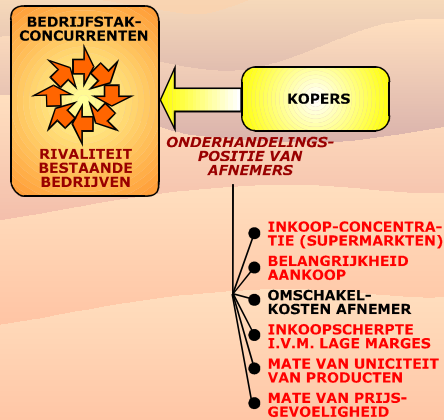 BEDRIJFSTAK-
CONCURRENTEN
RIVALITEIT
BESTAANDE
BEDRIJVEN
KOPERS
ONDERHANDELINGS-
POSITIE VAN
AFNEMERS
INKOOP-CONCENTRA-
TIE (SUPERMARKTEN)
BELANGRIJKHEID
AANKOOP
OMSCHAKEL-
KOSTEN AFNEMER
INKOOPSCHERPTE
I.V.M. LAGE MARGES
MATE VAN UNICITEIT
VAN PRODUCTEN
MATE VAN PRIJS-
GEVOELIGHEID